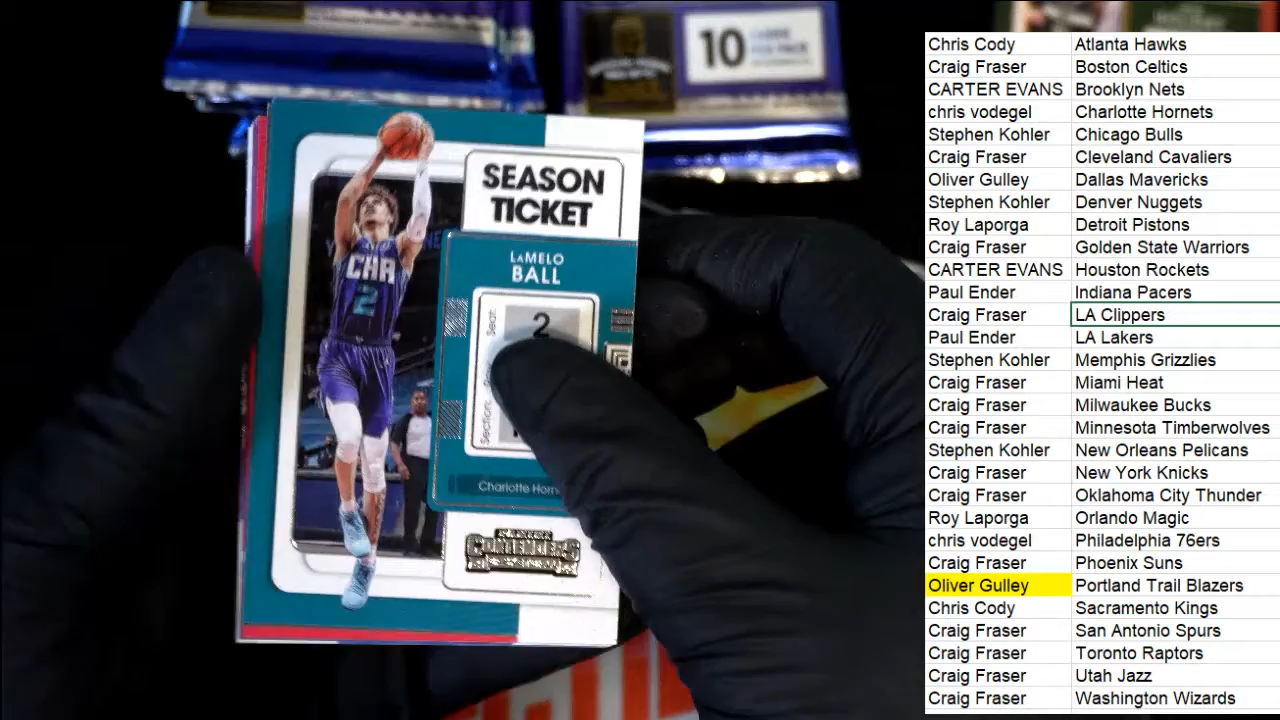 10
SEASON
TICKET
LaMELO
BALL
Seat:
2
Section:
CHA
2
Charlotte Horn
CONTENDERS
Chris Cody Atlanta Hawks
Craig Fraser Boston Celtics
CARTER EVANS Brooklyn Nets
chris vodegel Charlotte Hornets
Stephen Kohler Chicago Bulls
Craig Fraser Cleveland Cavaliers
Oliver Gulley Dallas Mavericks
Stephen Kohler Denver Nuggets
Roy Laporga Detroit Pistons
Craig Fraser Golden State Warriors
CARTER EVANS Houston Rockets
Paul Ender Indiana Pacers
Craig Fraser LA Clippers
Paul Ender LA Lakers
Stephen Kohler Memphis Grizzlies
Craig Fraser Miami Heat
Craig Fraser Milwaukee Bucks
Craig Fraser Minnesota Timberwolves
Stephen Kohler New Orleans Pelicans
Craig Fraser New York Knicks
Craig Fraser Oklahoma City Thunder
Roy Laporga Orlando Magic
chris vodegel Philadelphia 76ers
Craig Fraser Phoenix Suns
Oliver Gulley Portland Trail Blazers
Chris Cody Sacramento Kings
Craig Fraser San Antonio Spurs
Craig Fraser Toronto Raptors
Craig Fraser Utah Jazz
Craig Fraser Washington Wizards